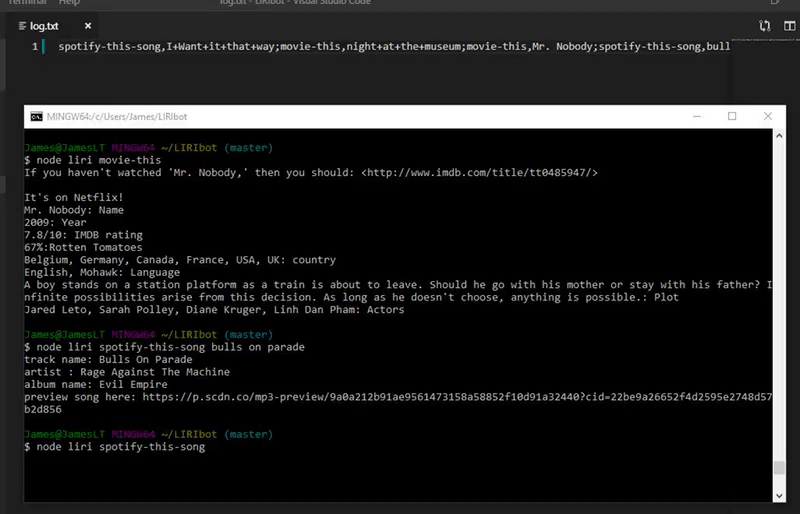 Terminal Help log.txt - LIRIbot - Visual Studio Code
log.txt ×
1 spotify-this-song,I+Want+it+that+way;movie-this,night+at+the+museum;movie-this,Mr. Nobody;spotify-this-song,bull
MINGW64:/c/Users/James/LIRIbot
James@JamesLT MINGW64 ~/LIRIbot (master)
$ node liri movie-this
If you haven't watched 'Mr. Nobody,' then you should: <http://www.imdb.com/title/tt0485947/>
It's on Netflix!
Mr. Nobody: Name
2009: Year
7.8/10: IMDB rating
67%:Rotten Tomatoes
Belgium, Germany, Canada, France, USA, UK: country
English, Mohawk: Language
A boy stands on a station platform as a train is about to leave. Should he go with his mother or stay with his father? I
nfinite possibilities arise from this decision. As long as he doesn't choose, anything is possible.: Plot
Jared Leto, Sarah Polley, Diane Kruger, Linh Dan Pham: Actors
James@JamesLT MINGW64 ~/LIRIbot (master)
$ node liri spotify-this-song bulls on parade
track name: Bulls On Parade
artist : Rage Against The Machine
album name: Evil Empire
preview song here: https://p.scdn.co/mp3-preview/9a0a212b91ae9561473158a58852f10d91a32440?cid=22be9a26652f4d2595e2748d57
b2d856
James@JamesLT MINGW64 ~/LIRIbot (master)
$ node liri spotify-this-song